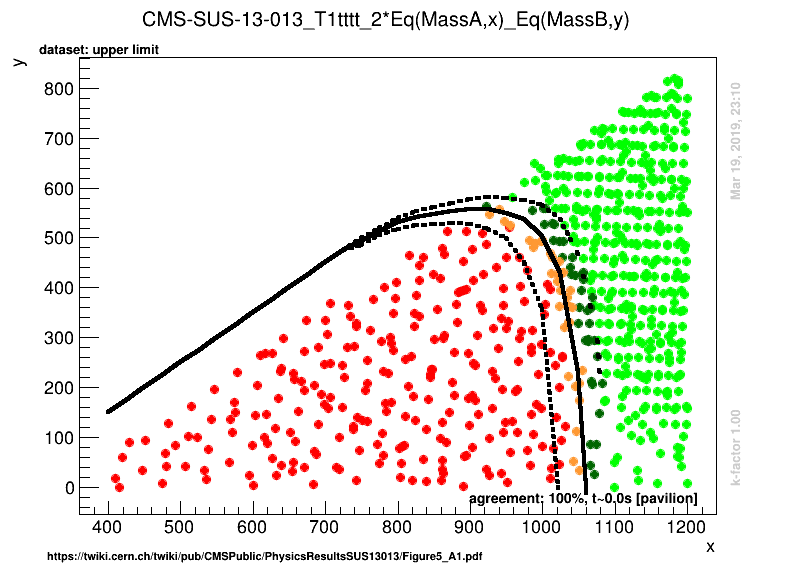 CMS-SUS-13-013_T1tttt_2*Eq(MassA,x)_Eq(MassB,y)
dataset: upper limit
y
800
700
600
500
400
300
200
100
0
400
500
600
700
800
900
1000
1100
1200
x
agreement: 100%, t~0.0s [pavilion]
Mar 19, 2019, 23:10
k-factor 1.00
https://twiki.cern.ch/twiki/pub/CMSPublic/PhysicsResultsSUS13013/Figure5_A1.pdf